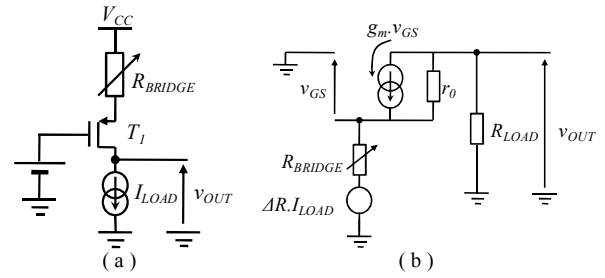 V_CC
R_BRIDGE
T_1
I_LOAD
v_OUT
( a )
g_m.v_GS
v_GS
r_0
R_BRIDGE
R_LOAD
v_OUT
ΔR.I_LOAD
( b )